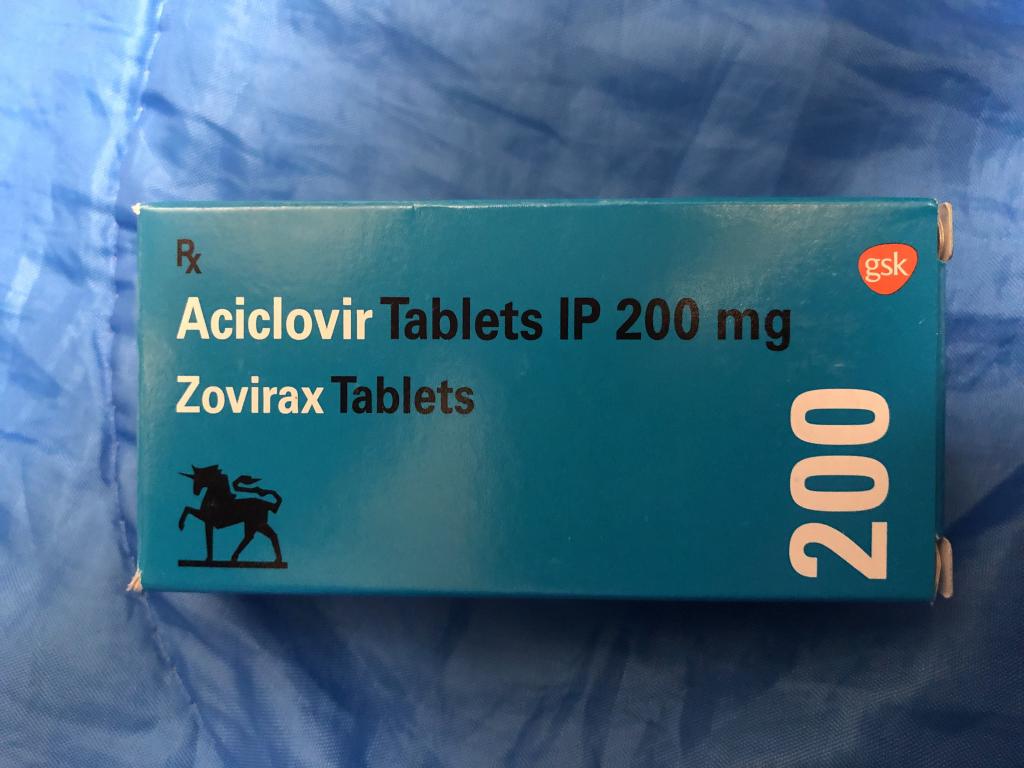 Rx
gsk
Aciclovir Tablets IP 200 mg
Zovirax Tablets
200